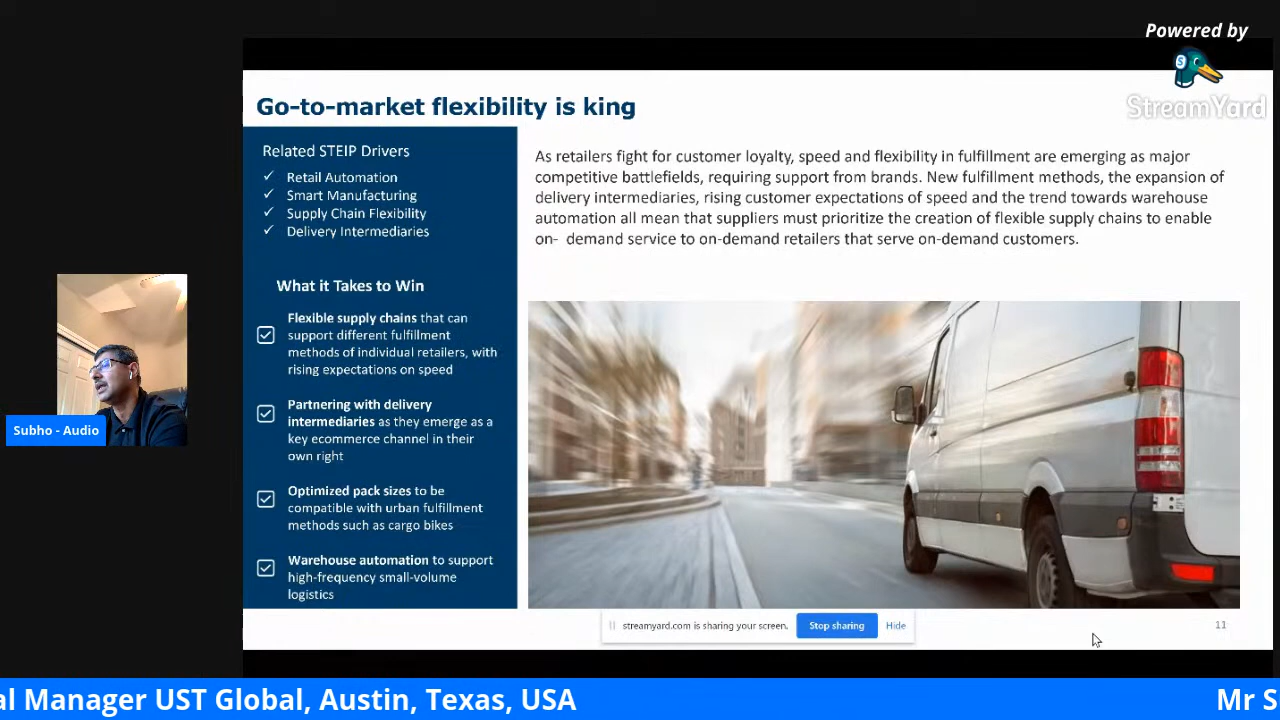 Powered by
StreamYard
Go-to-market flexibility is king
Related STEIP Drivers
✓ Retail Automation
✓ Smart Manufacturing
✓ Supply Chain Flexibility
✓ Delivery Intermediaries
What it Takes to Win
Flexible supply chains that can
support different fulfillment
methods of individual retailers, with
rising expectations on speed
Partnering with delivery
intermediaries as they emerge as a
key ecommerce channel in their
own right
Optimized pack sizes to be
compatible with urban fulfillment
methods such as cargo bikes
Warehouse automation to support
high-frequency small-volume
logistics
As retailers fight for customer loyalty, speed and flexibility in fulfillment are emerging as major
competitive battlefields, requiring support from brands. New fulfillment methods, the expansion of
delivery intermediaries, rising customer expectations of speed and the trend towards warehouse
automation all mean that suppliers must prioritize the creation of flexible supply chains to enable
on- demand service to on-demand retailers that serve on-demand customers.
Subho - Audio
streamyard.com is sharing your screen. Stop sharing Hide
11
al Manager UST Global, Austin, Texas, USA Mr S